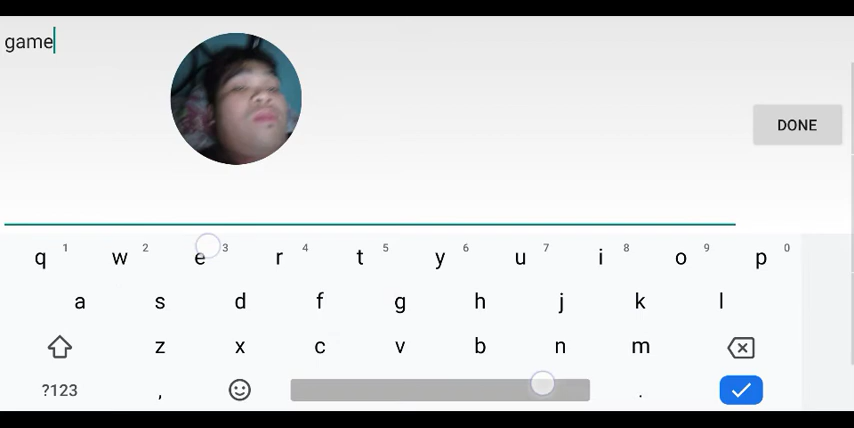 game
DONE
q 1 w 2 e 3 r 4 t 5 y 6 u 7 i 8 o 9 p 0
a s d f g h j k l
z x c v b n m
?123 , .